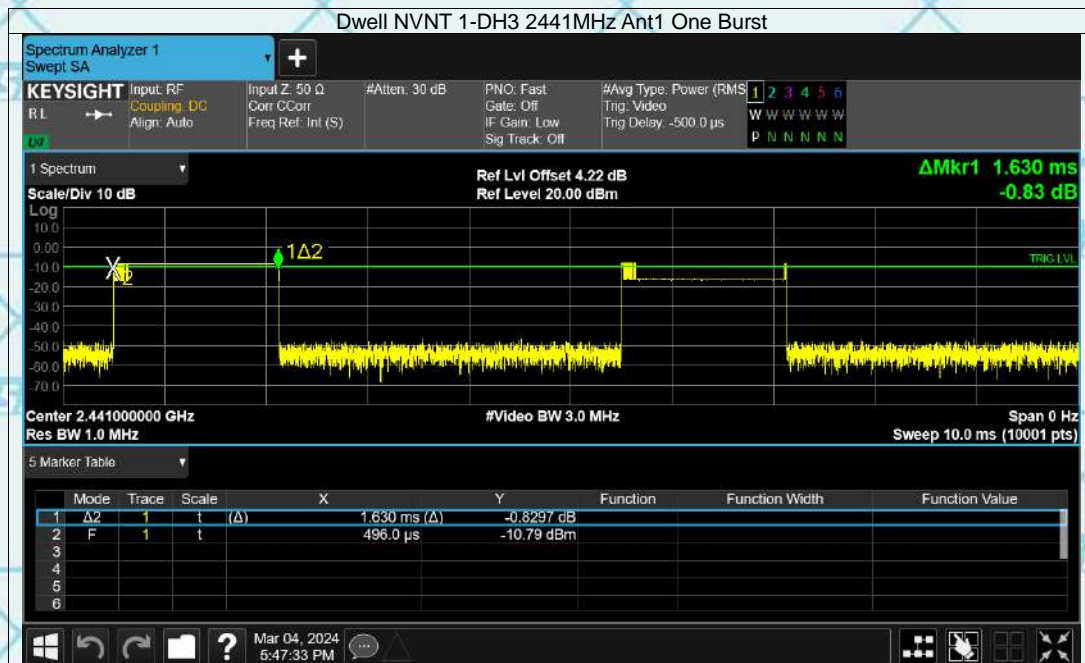 Dwell NVNT 1-DH3 2441MHz Ant1 One Burst
Spectrum Analyzer 1
Swept SA
+
KEYSIGHT Input: RF Input Z: 50 Ω #Atten: 30 dB PNO: Fast #Avg Type: Power (RMS 1 2 3 4 5 6
RL Coupling: DC Corr CCorr Gate: Off Trig: Video W W W W W W
Align: Auto Freq Ref: Int (S) IF Gain: Low Trig Delay: -500.0 µs
LXI Sig Track: Off P N N N N N
1 Spectrum Ref Lvl Offset 4.22 dB ΔMkr1 1.630 ms
Scale/Div 10 dB Ref Level 20.00 dBm -0.83 dB
Log
10.0
0.00
1Δ2
TRIG LVL
-10.0
X
2
-20.0
-30.0
-40.0
-50.0
-60.0
-70.0
Center 2.441000000 GHz #Video BW 3.0 MHz Span 0 Hz
Res BW 1.0 MHz Sweep 10.0 ms (10001 pts)
5 Marker Table
Mode Trace Scale X Y Function Function Width Function Value
1 Δ2 1 t (Δ) 1.630 ms (Δ) -0.8297 dB
2 F 1 t 496.0 µs -10.79 dBm
3
4
5
6
? Mar 04, 2024
5:47:33 PM